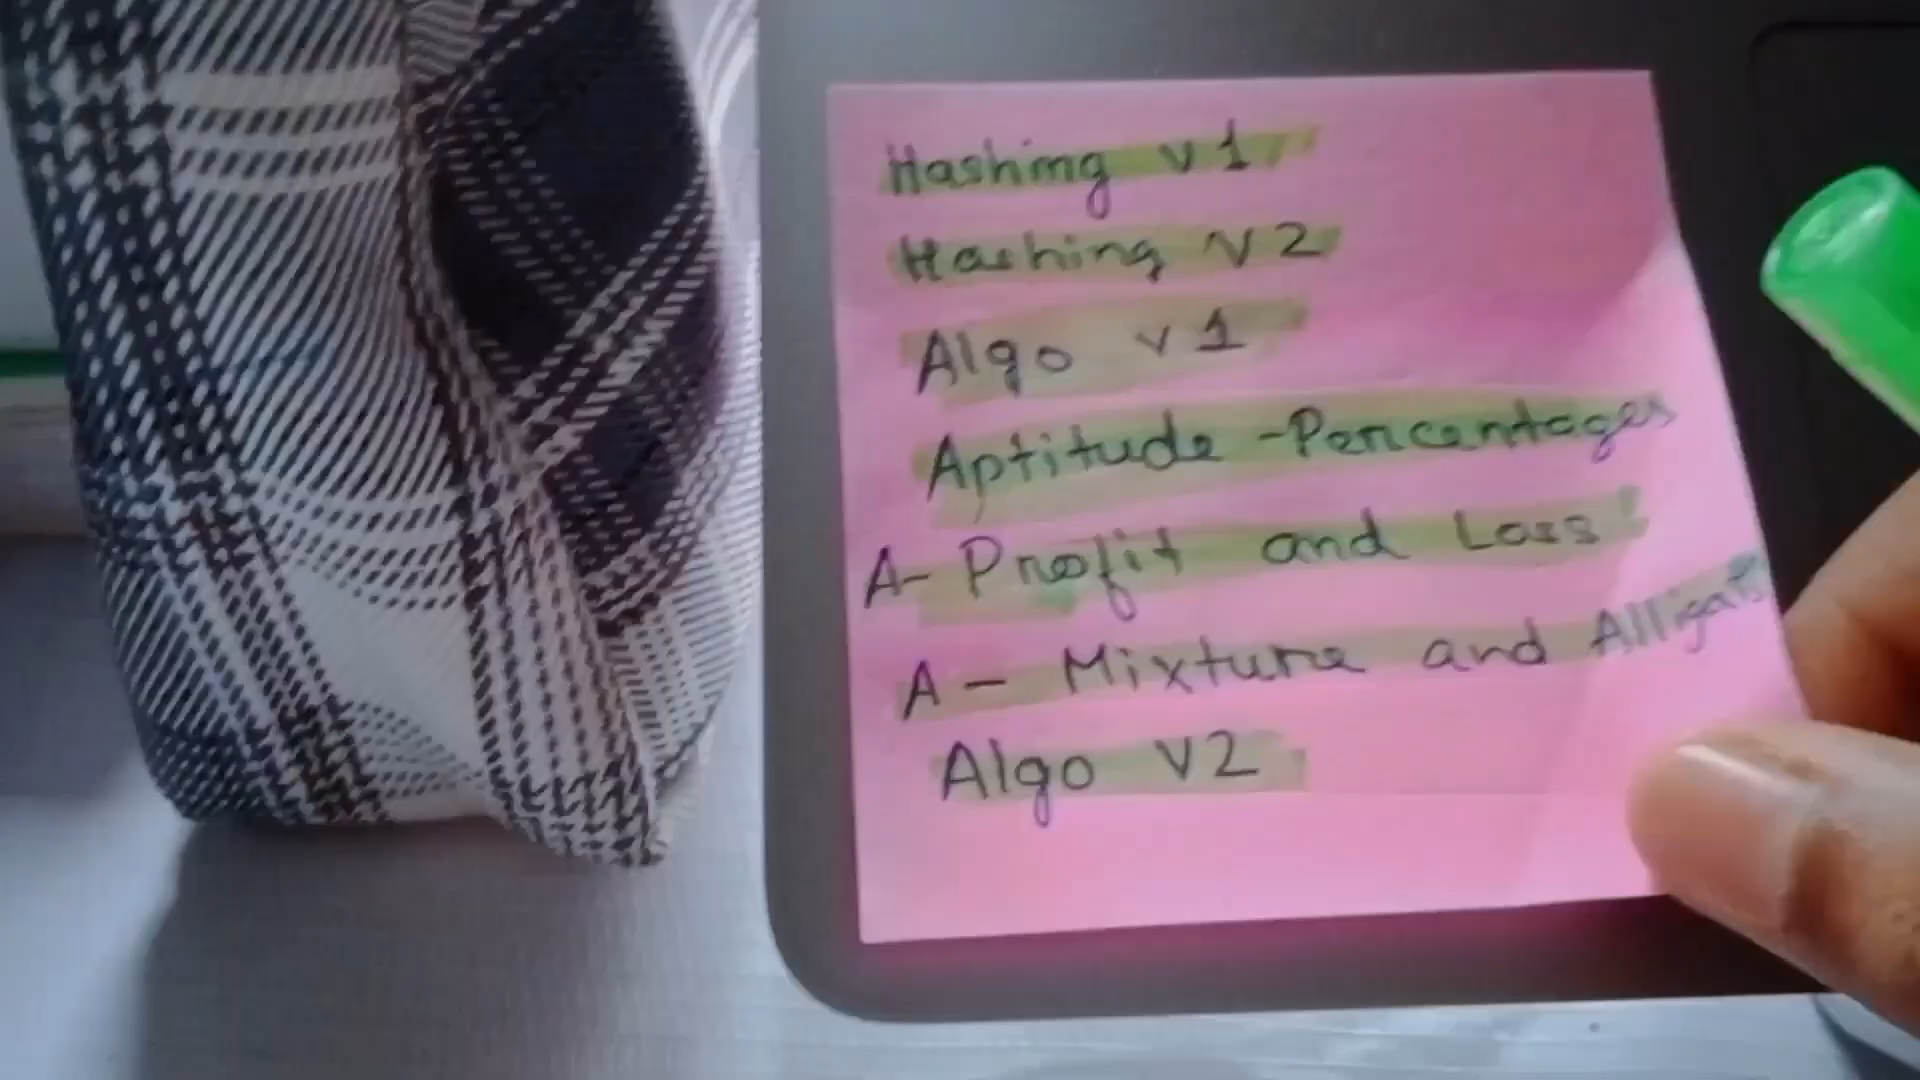 Hashing v1
Hashing v2
Algo v1
Aptitude - Percentages
A- Profit and Loss
A - Mixture and
Algo v2